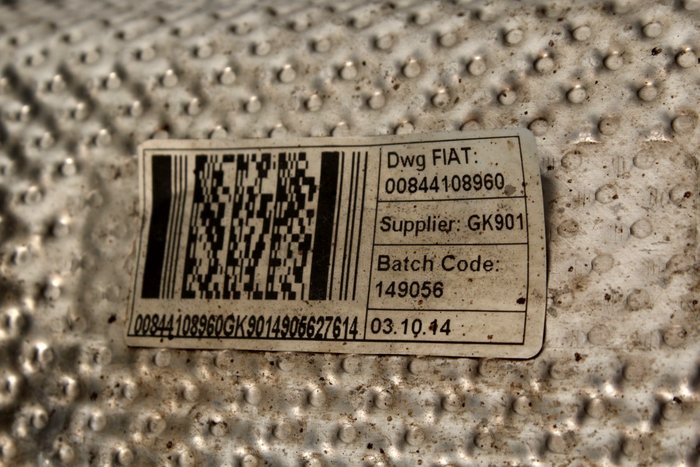 Dwg FIAT:
00844108960
Supplier: GK901
Batch Code:
149056
03.10.14
00844108960GK9014905627614